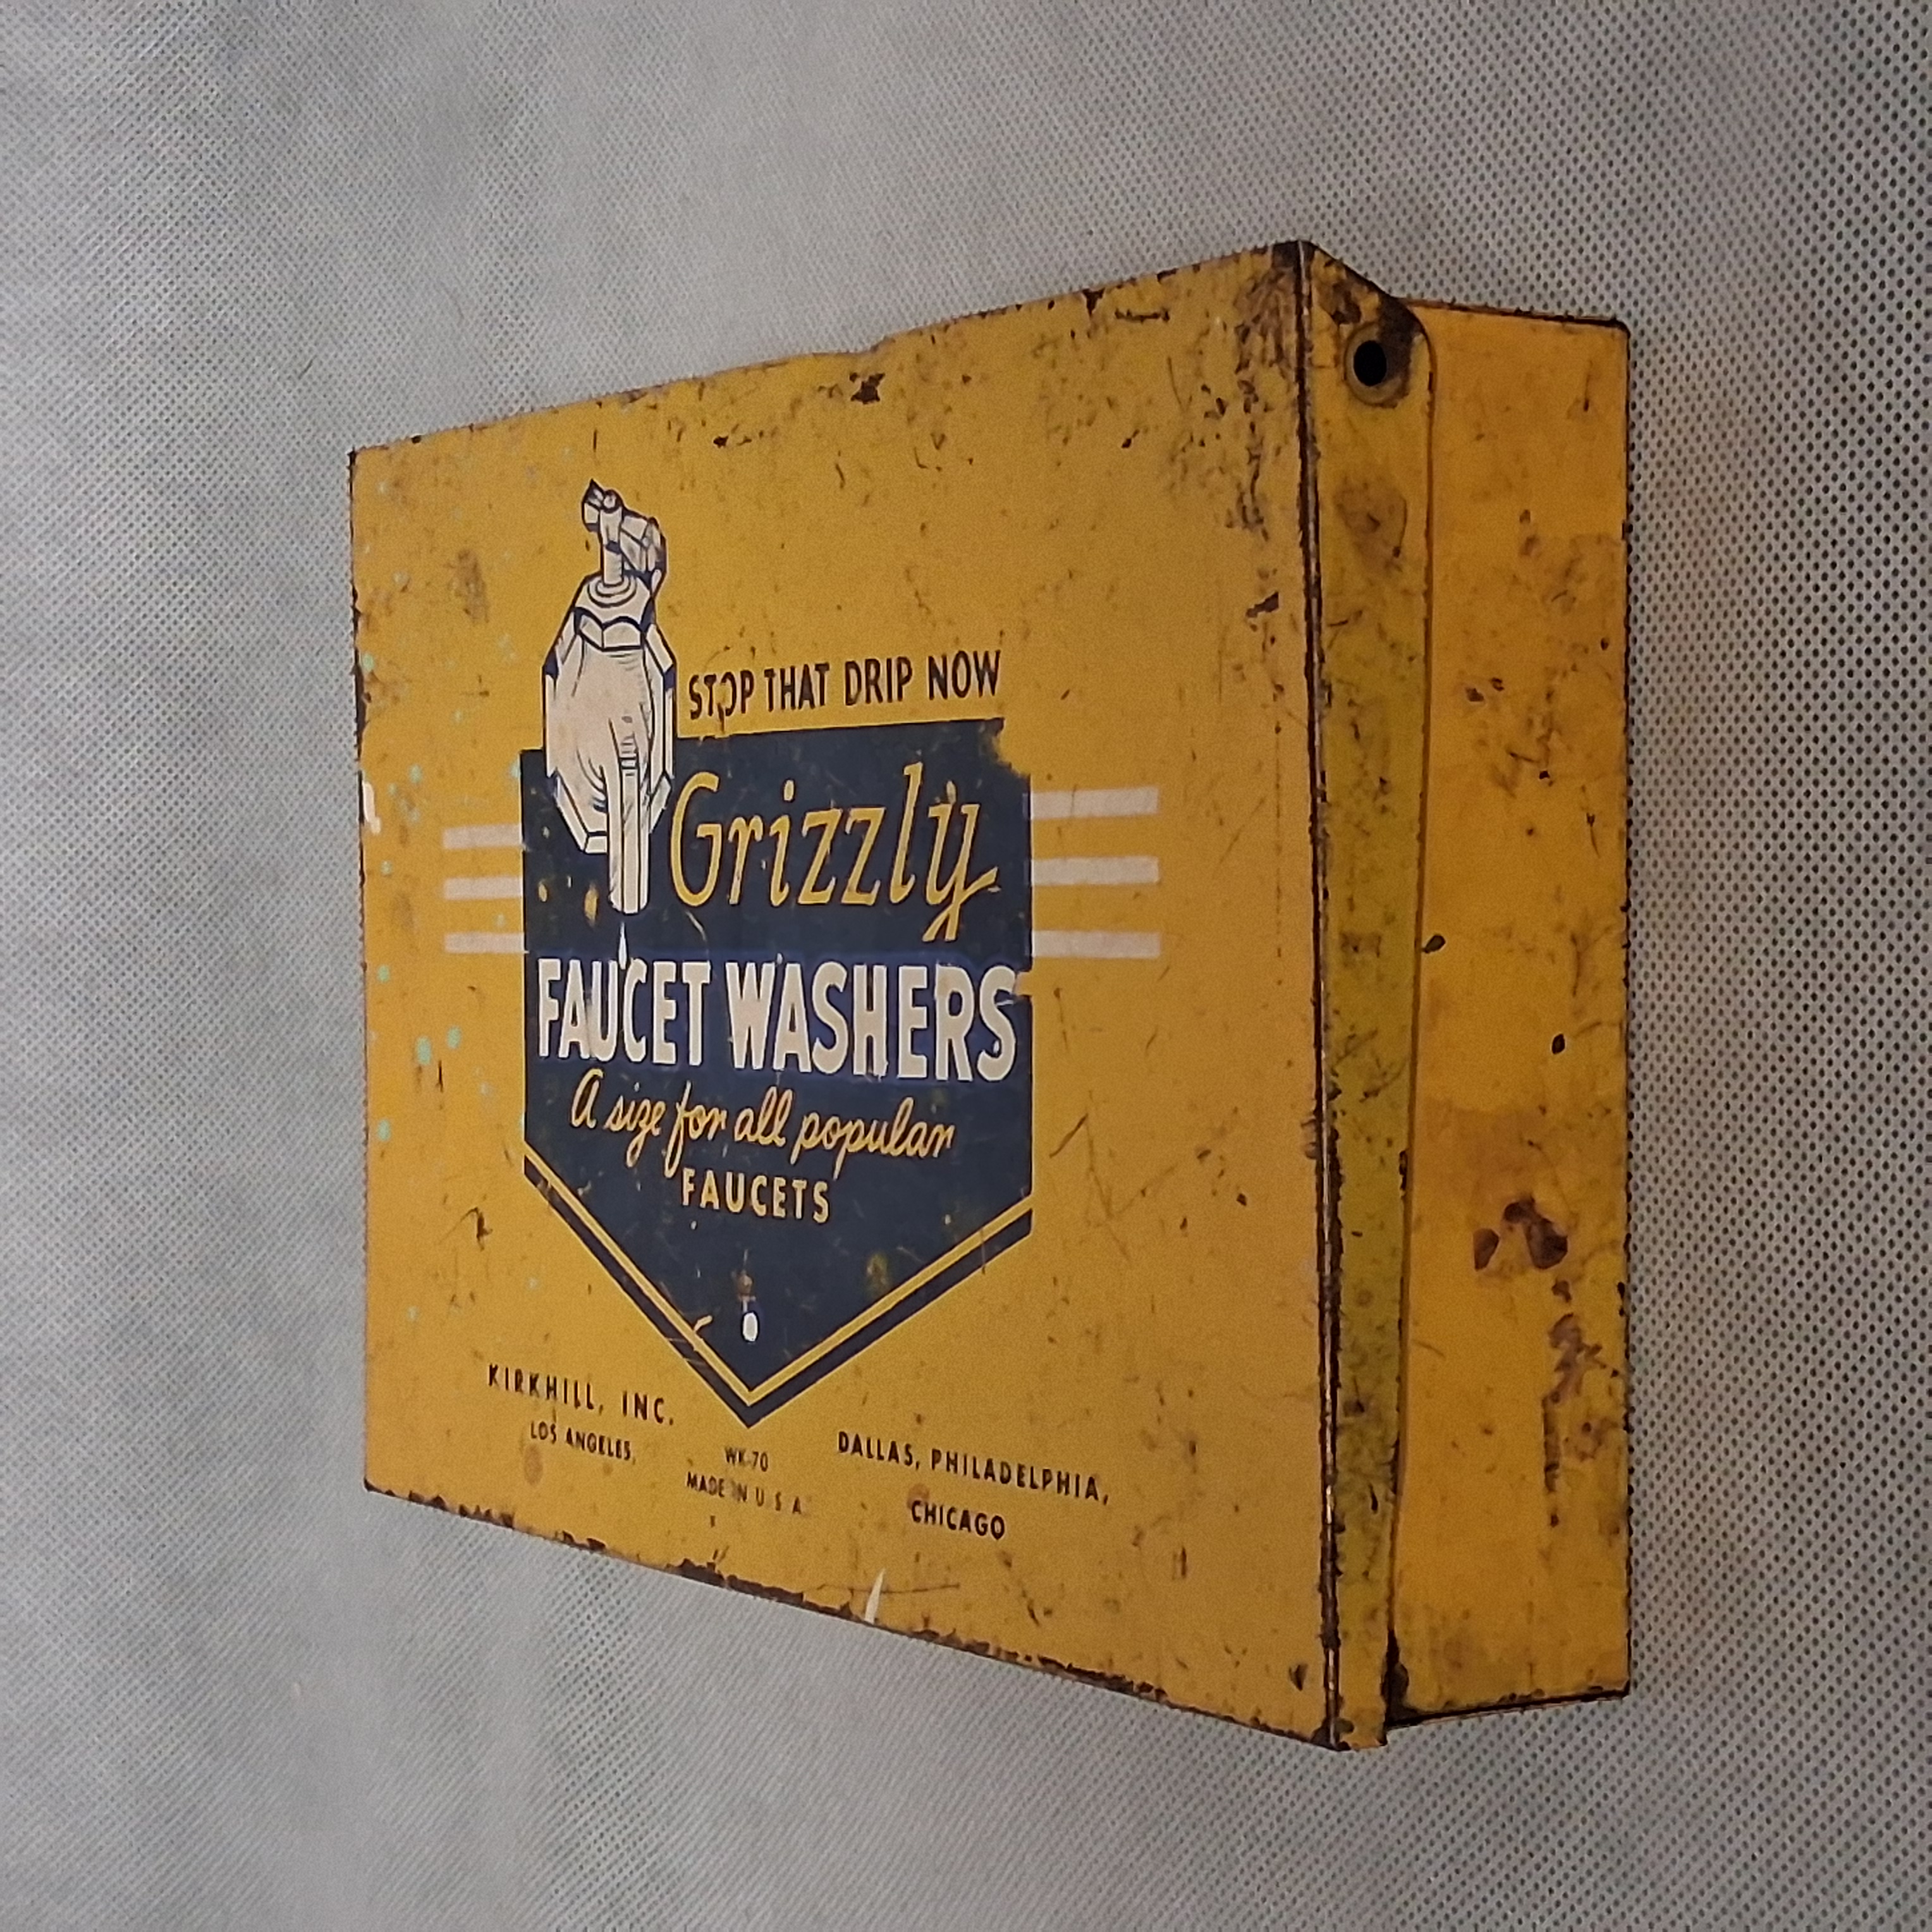 STOP THAT DRIP NOW
Grizzly
FAUCET WASHERS
A size for all popular
FAUCETS
KIRKHILL, INC.
LOS ANGELES,
WK-70
MADE IN U.S.A.
DALLAS, PHILADELPHIA,
CHICAGO